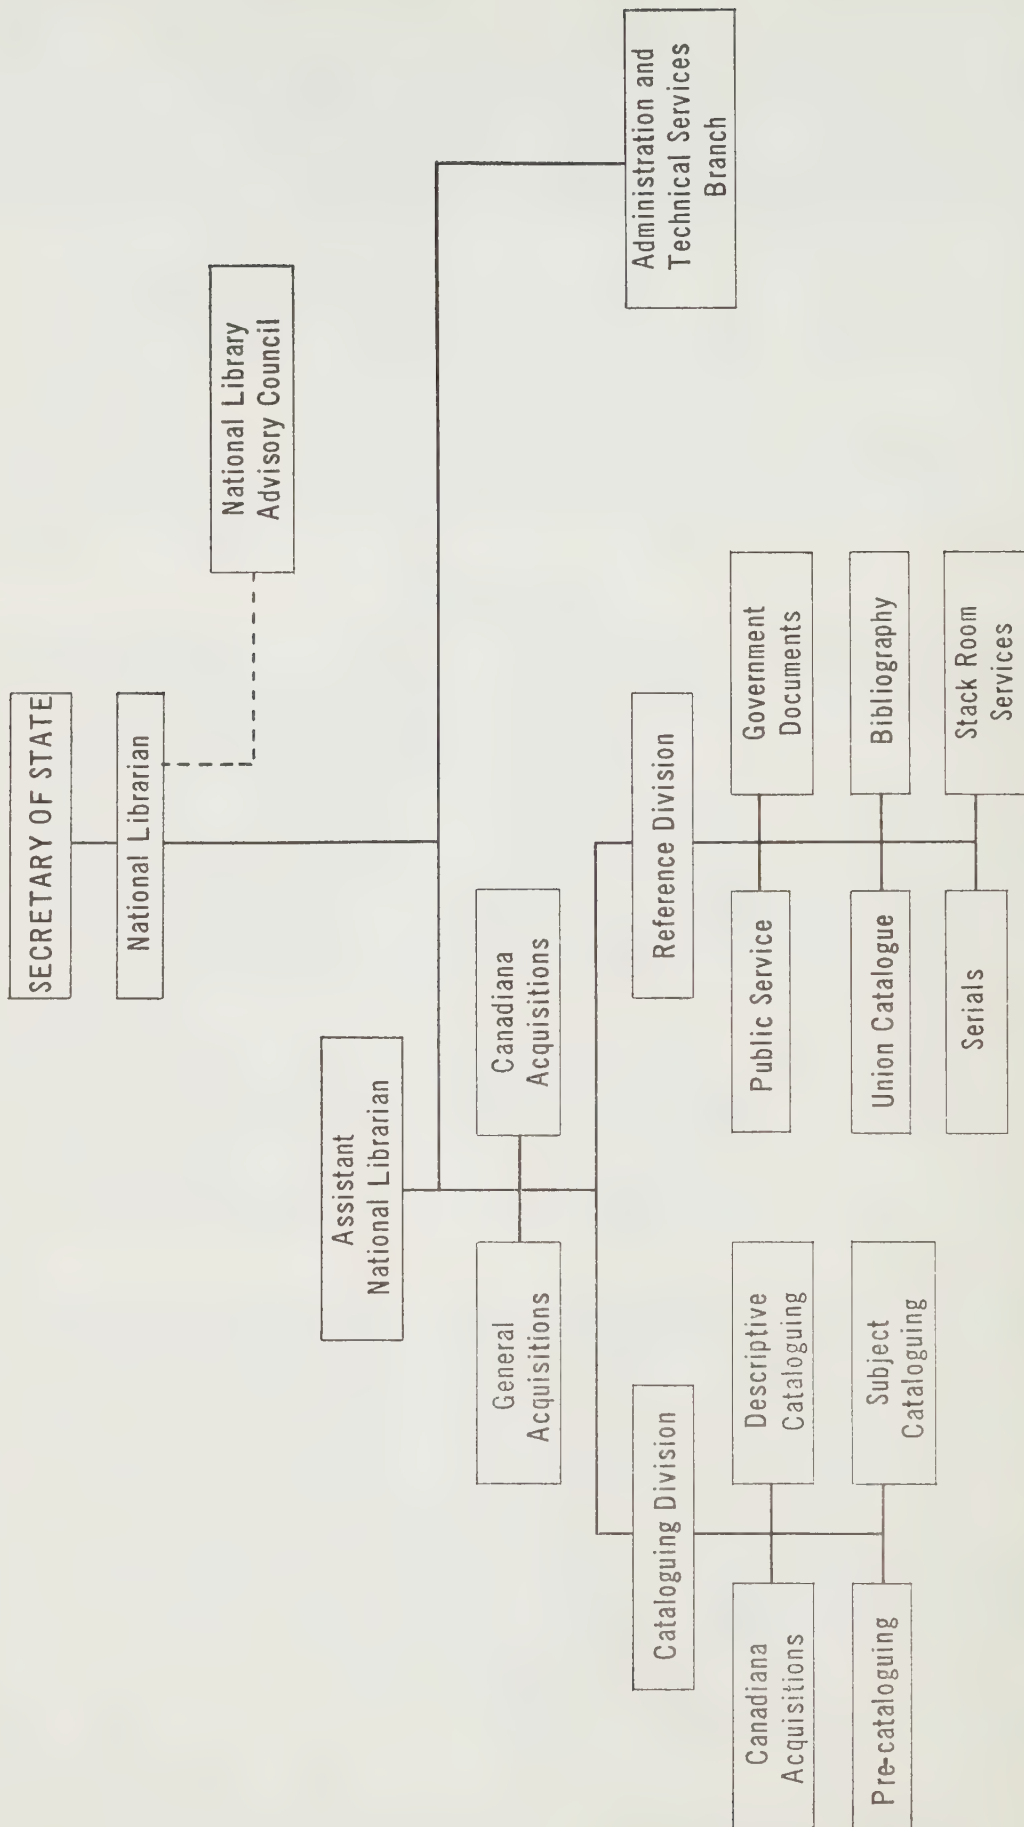 SECRETARY OF STATE
National Librarian
National Library
Advisory Council
Assistant
National Librarian
General
Acquisitions
Canadiana
Acquisitions
Administration and
Technical Services
Branch
Cataloguing Division
Reference Division
Canadiana
Acquisitions
Descriptive
Cataloguing
Pre-cataloguing
Subject
Cataloguing
Public Service
Government
Documents
Union Catalogue
Bibliography
Serials
Stack Room
Services